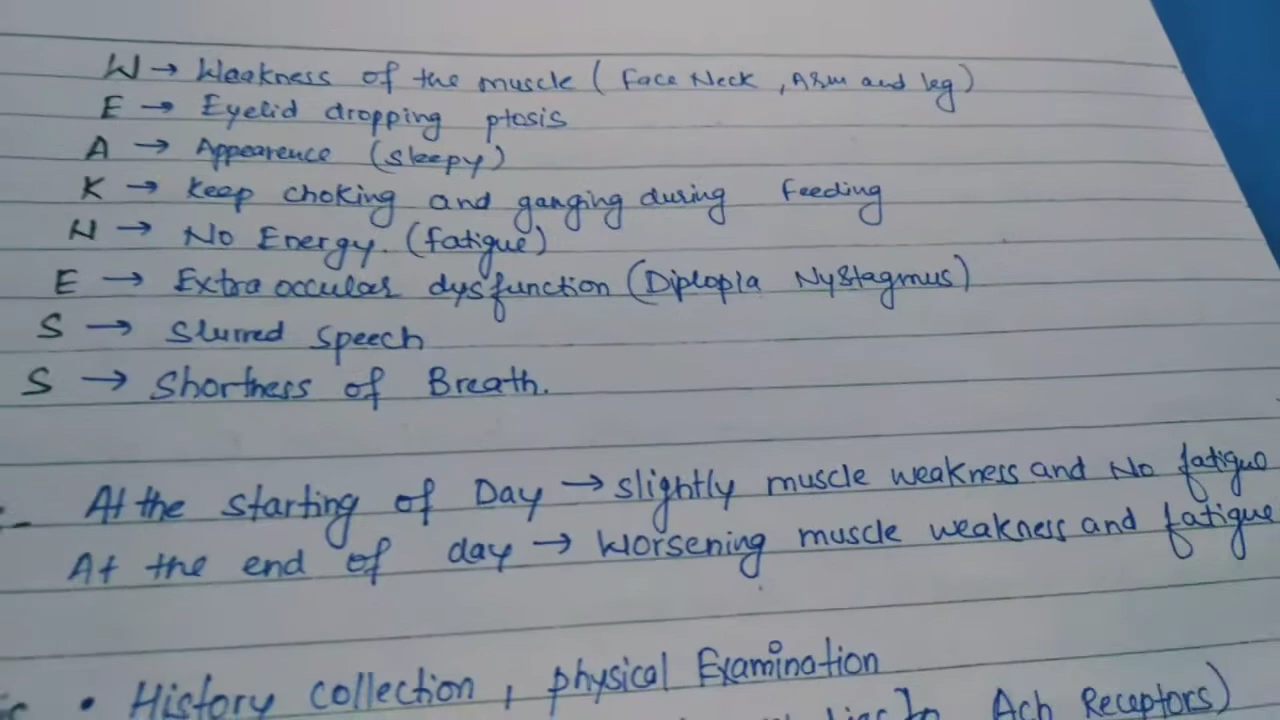 W → Weakness of the muscle ( Face Neck , Arm and leg)
E → Eyelid dropping ptosis
A → Appearence (Sleepy)
K → Keep choking and ganging during feeding
N → No Energy. (fatigue)
E → Extra occular dysfunction (Diplopia Nystagmus)
S → Slurred Speech
S → Shortness of Breath.
At the starting of Day → slightly muscle weakness and No fatigue
At the end of day → Worsening muscle weakness and fatigue
• History collection , physical Examination
Ach Receptors)